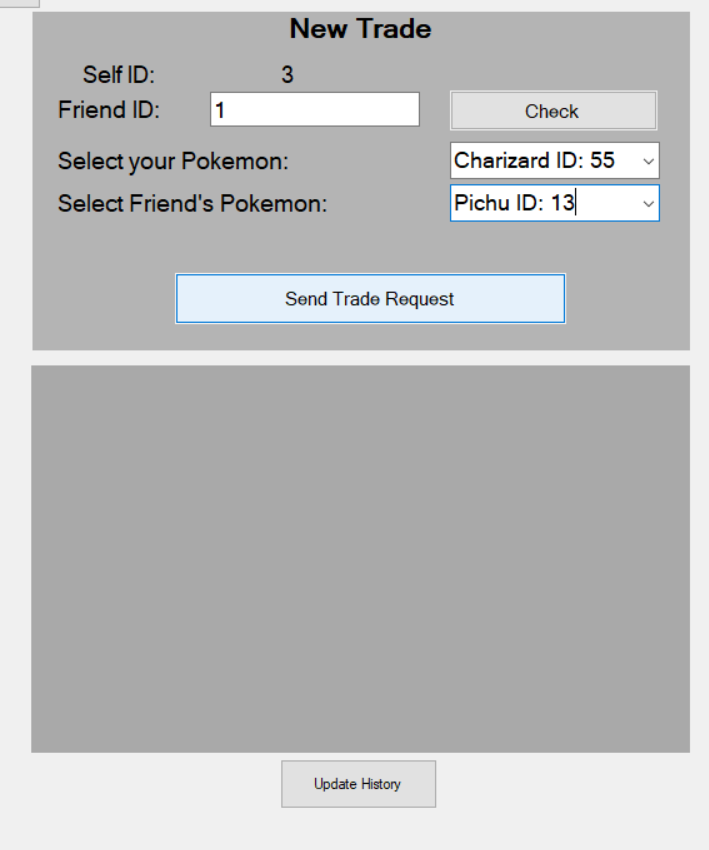 New Trade
Self ID: 3
Friend ID: 1 Check
Select your Pokemon: Charizard ID: 55
Select Friend's Pokemon: Pichu ID: 13
Send Trade Request
Update History